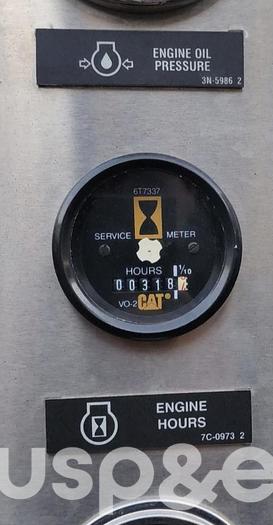 ENGINE OIL
PRESSURE
3N-5986 2
6T7337
SERVICE METER
HOURS 1/10
00318
VO-2 CAT
ENGINE
HOURS
7C-0973 2
usp&e